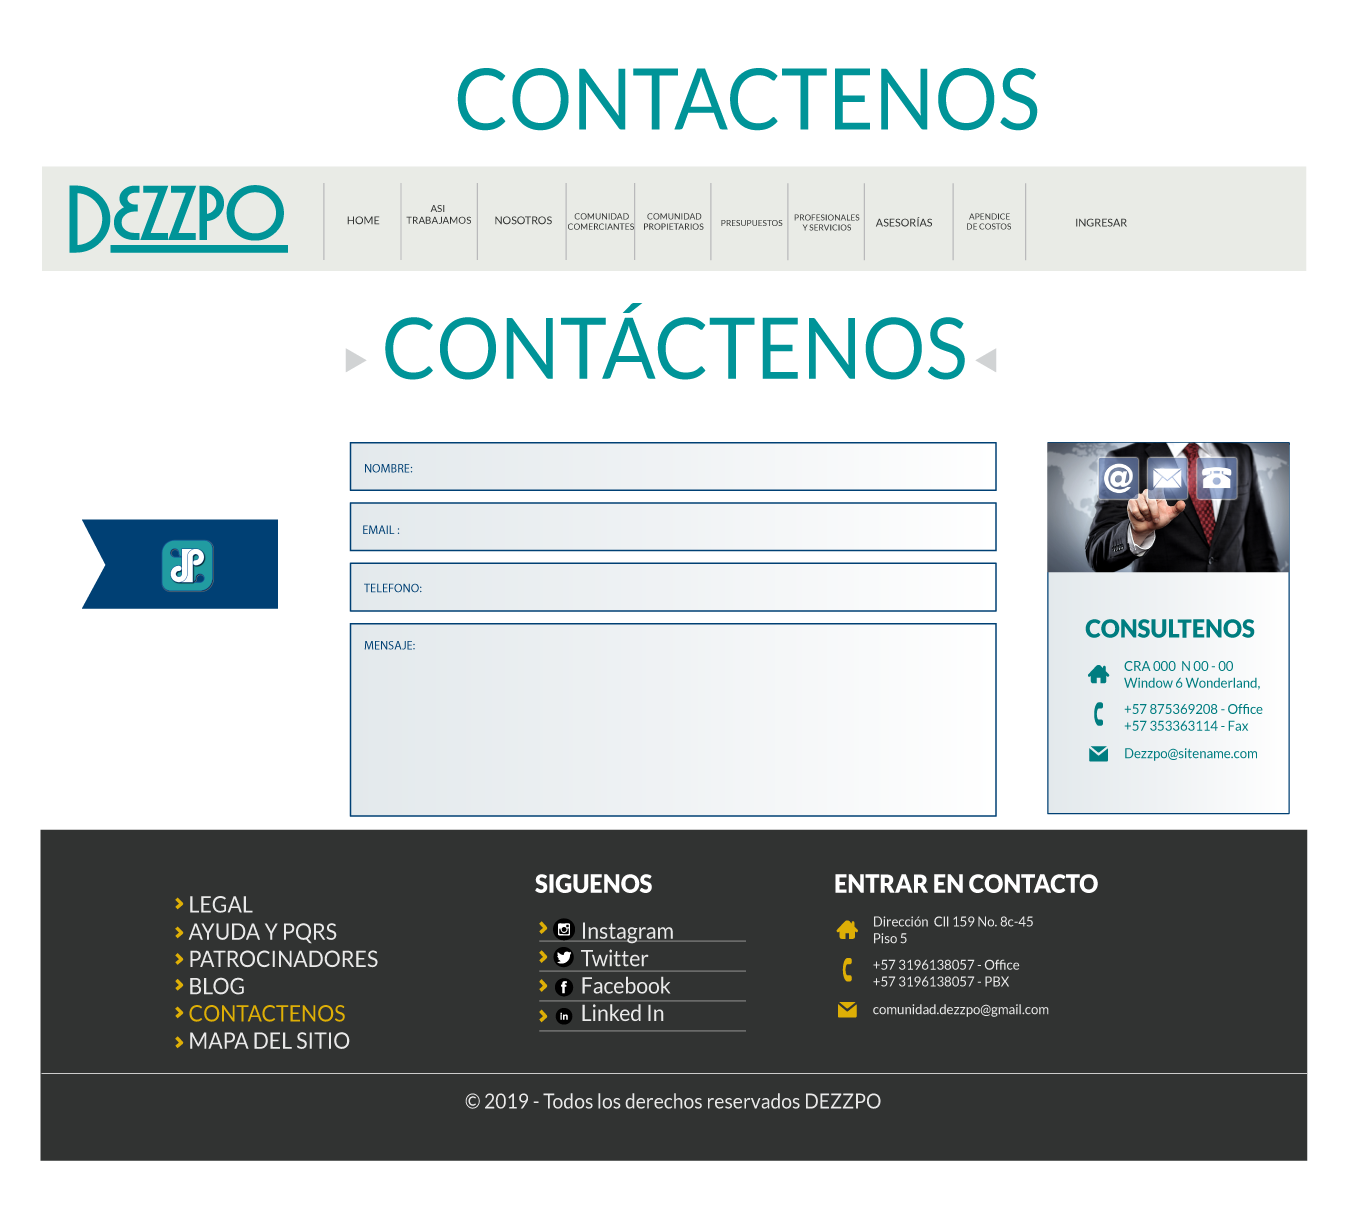 CONTACTENOS
DEZZPO
HOME
ASI
TRABAJAMOS
NOSOTROS
COMUNIDAD
COMERCIANTES
COMUNIDAD
PROPIETARIOS
PRESUPUESTOS
PROFESIONALES
Y SERVICIOS
ASESORÍAS
APENDICE
DE COSTOS
INGRESAR
CONTÁCTENOS
NOMBRE:
EMAIL :
TELEFONO:
MENSAJE:
@
CONSULTENOS
CRA 000 N 00 - 00
Window 6 Wonderland,
+57 875369208 - Office
+57 353363114 - Fax
Dezzpo@sitename.com
LEGAL
AYUDA Y PQRS
PATROCINADORES
BLOG
CONTACTENOS
MAPA DEL SITIO
SIGUENOS
Instagram
Twitter
Facebook
Linked In
ENTRAR EN CONTACTO
Dirección Cll 159 No. 8c-45
Piso 5
+57 3196138057 - Office
+57 3196138057 - PBX
comunidad.dezzpo@gmail.com
© 2019 - Todos los derechos reservados DEZZPO